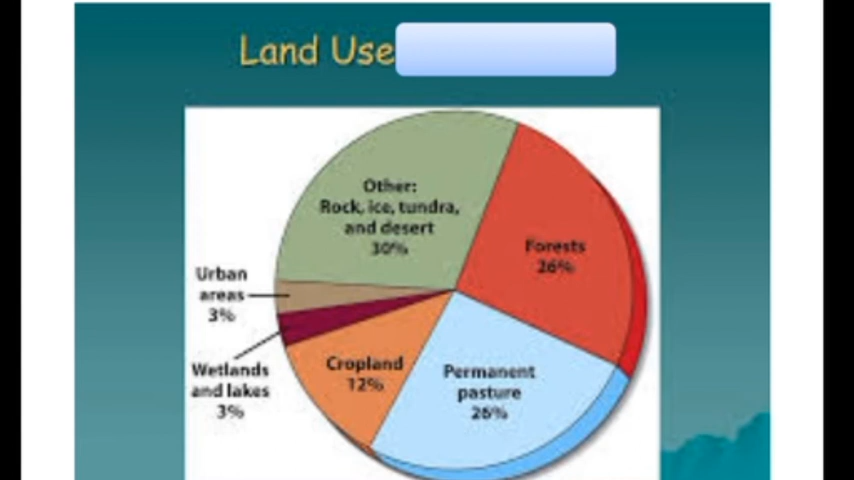 Land Use
Other:
Rock, ice, tundra,
and desert
30%
Forests
26%
Urban
areas
3%
Wetlands
and lakes
3%
Cropland
12%
Permanent
pasture
26%